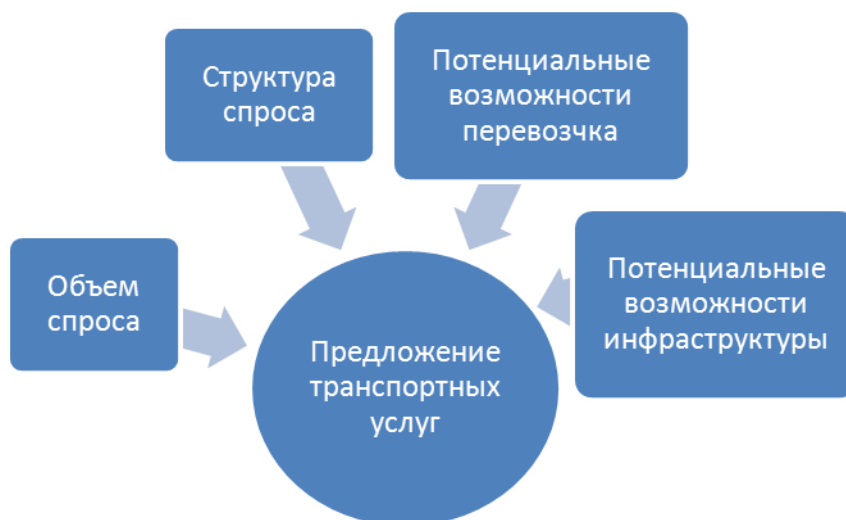 Структура
спроса
Потенциальные
возможности
перевозчка
Объем
спроса
Потенциальные
возможности
инфраструктуры
Предложение
транспортных
услуг